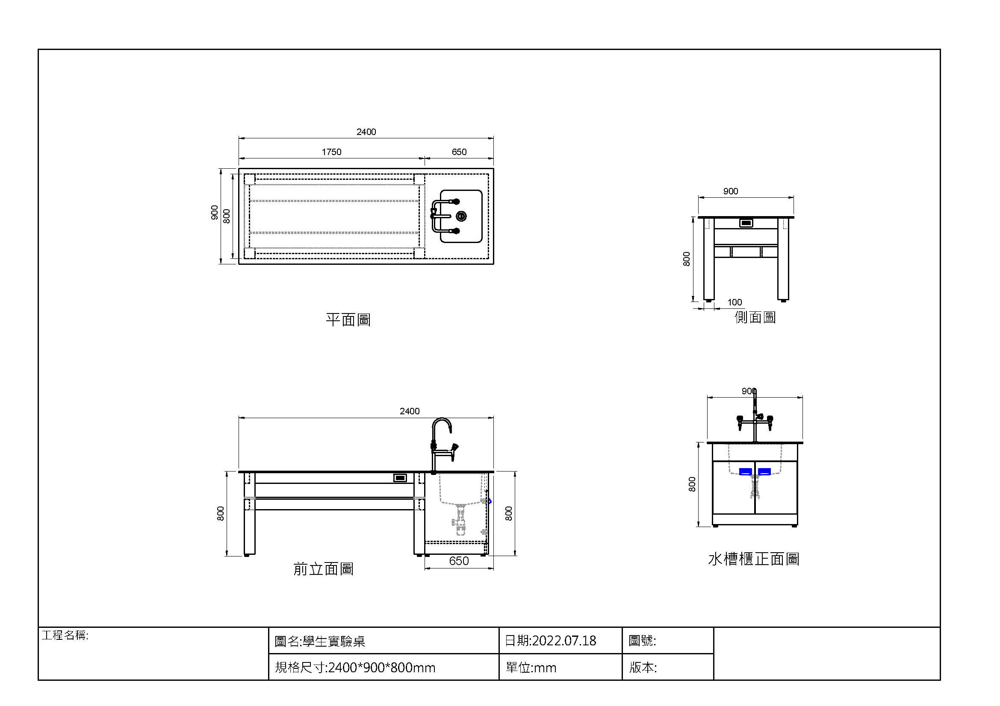 2400
1750
650
900
800
平面圖
900
800
100
側面圖
2400
800
800
650
前立面圖
900
800
水槽櫃正面圖
工程名稱:
圖名:學生實驗桌
日期:2022.07.18
圖號:
規格尺寸:2400*900*800mm
單位:mm
版本: